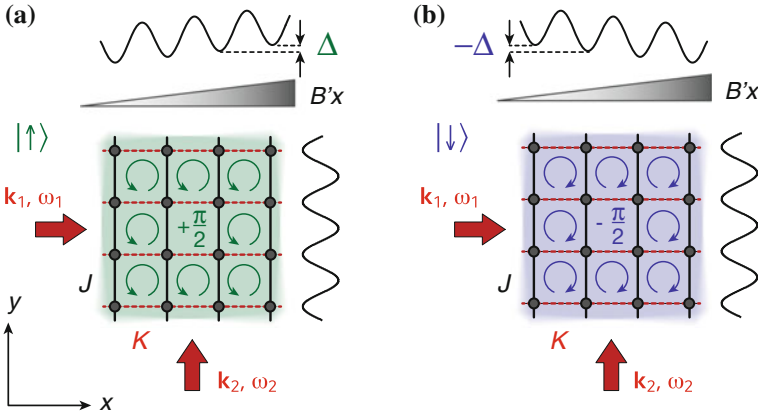 (a)
Δ
B'x
|↑⟩
k₁, ω₁
+π/2
J
K
y
x
k₂, ω₂
(b)
−Δ
B'x
|↓⟩
k₁, ω₁
- π/2
J
K
k₂, ω₂